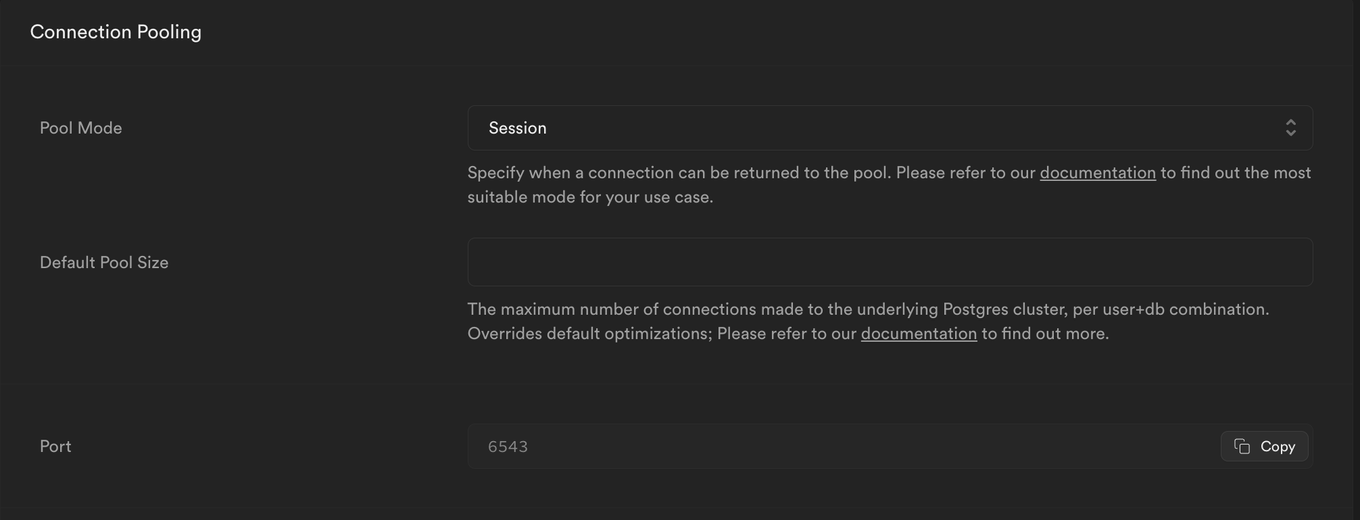 Connection Pooling
Pool Mode
Session
Specify when a connection can be returned to the pool. Please refer to our documentation to find out the most
suitable mode for your use case.
Default Pool Size
The maximum number of connections made to the underlying Postgres cluster, per user+db combination.
Overrides default optimizations; Please refer to our documentation to find out more.
Port
6543
Copy